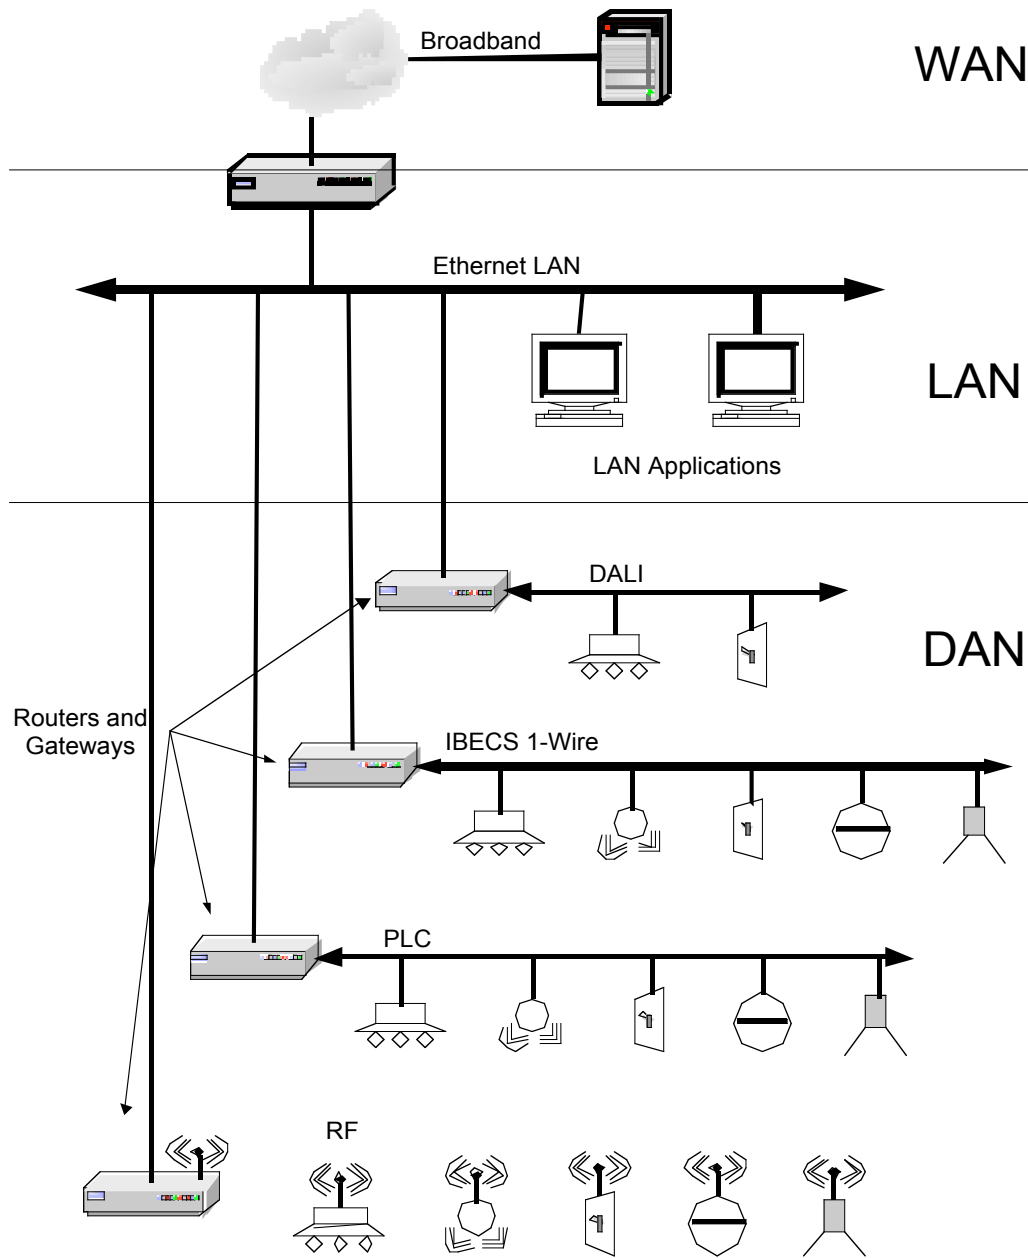 Broadband
WAN
Ethernet LAN
LAN
LAN Applications
DALI
DAN
Routers and
Gateways
IBECS 1-Wire
PLC
RF